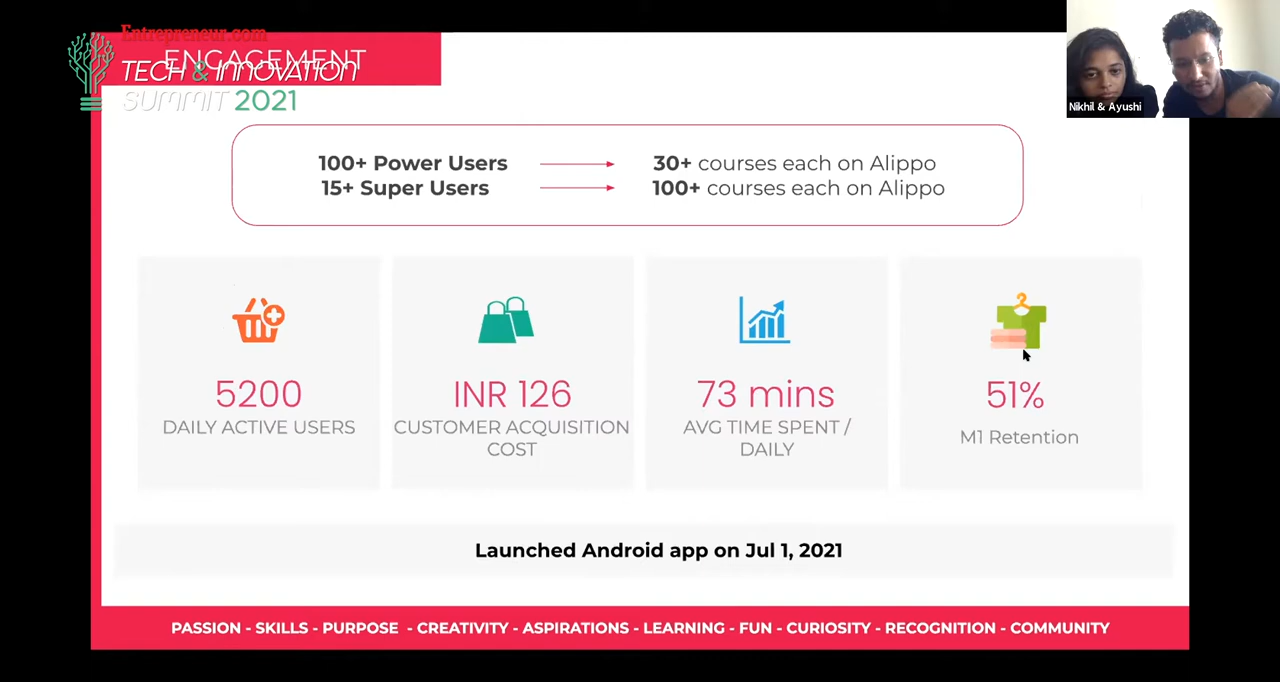 Entrepreneur.com
ENGAGEMENT
TECH & INNOVATION
SUMMIT 2021
Nikhil & Ayushi
100+ Power Users
30+ courses each on Alippo
15+ Super Users
100+ courses each on Alippo
5200
DAILY ACTIVE USERS
INR 126
CUSTOMER ACQUISITION
COST
73 mins
AVG TIME SPENT /
DAILY
51%
M1 Retention
Launched Android app on Jul 1, 2021
PASSION - SKILLS - PURPOSE - CREATIVITY - ASPIRATIONS - LEARNING - FUN - CURIOSITY - RECOGNITION - COMMUNITY